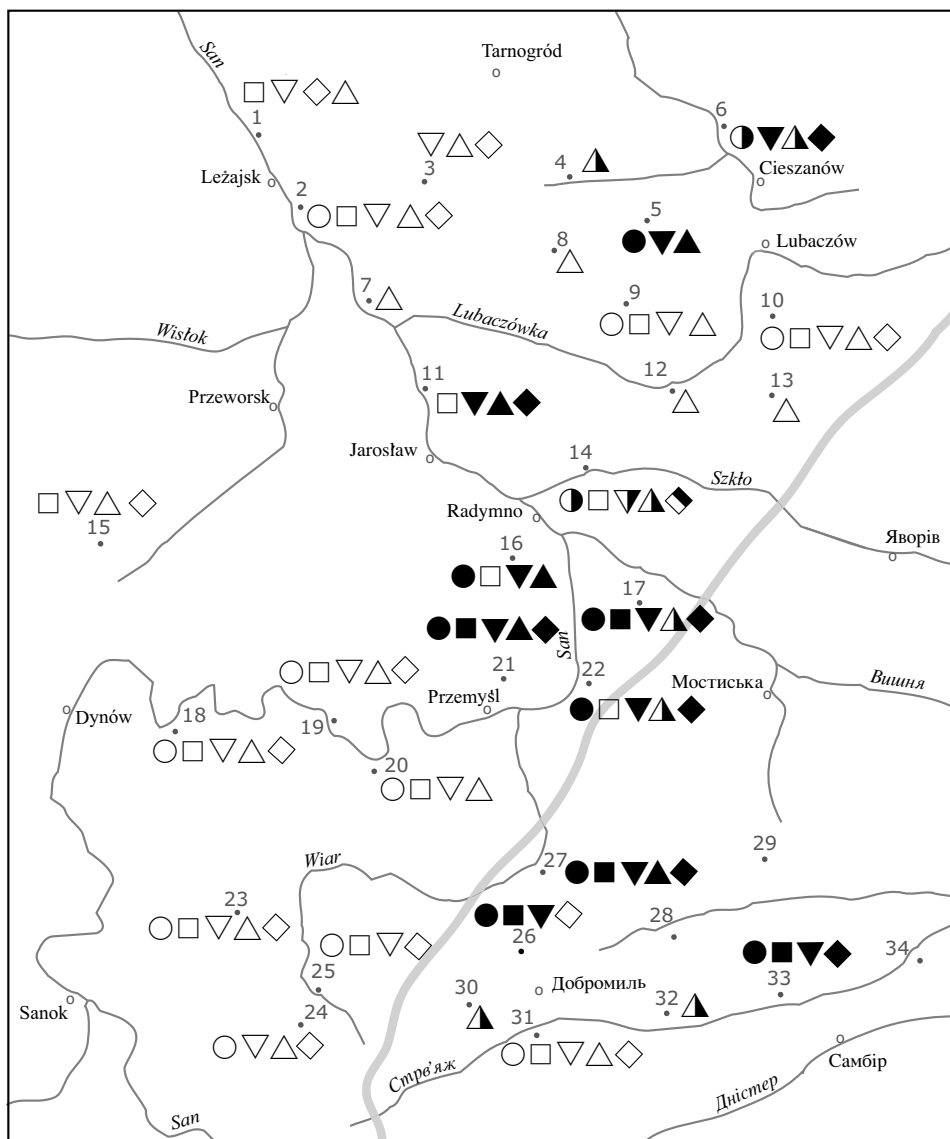 San
Tarnogród
1
6
3
4
Cieszanów
Leżajsk
2
5
8
Lubaczów
7
9
10
Wisłok
Lubaczówka
11
12
13
Przeworsk
Jarosław
14
Szkło
Radymno
15
16
Яворів
17
San
21
22
Мостиська
Вишня
Przemyśl
Dynów
18
19
20
29
Wiar
27
23
28
26
34
25
33
Sanok
30
Добромиль
32
24
31
Самбір
Стрв'яж
Дністер
San